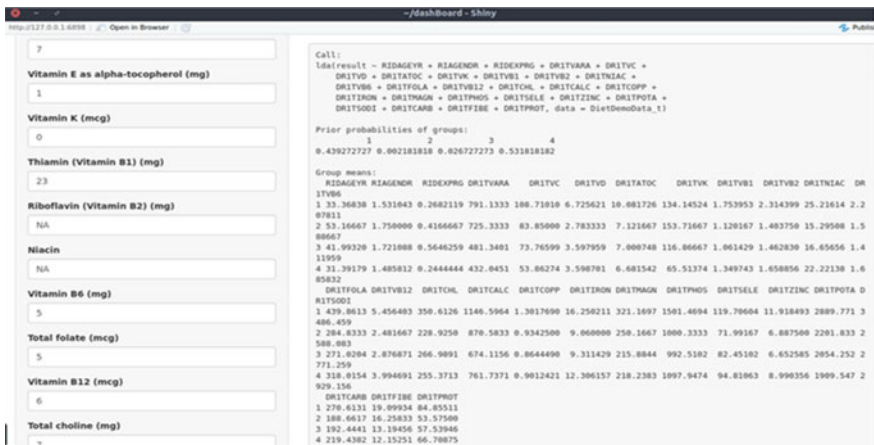 ~/dashBoard - Shiny
http://127.0.0.1:6898 Open in Browser Publis
7
Vitamin E as alpha-tocopherol (mg)
1
Vitamin K (mcg)
0
Thiamin (Vitamin B1) (mg)
23
Riboflavin (Vitamin B2) (mg)
NA
Niacin
NA
Vitamin B6 (mg)
5
Total folate (mcg)
5
Vitamin B12 (mcg)
6
Total choline (mg)
Call:
lda(result ~ RIDAGEYR + RIAGENDR + RIDEXPRG + DR1TVARA + DR1TVC +
DR1TVD + DR1TATOC + DR1TVK + DR1TVB1 + DR1TVB2 + DR1TNIAC +
DR1TVB6 + DR1TFOLA + DR1TVB12 + DR1TCHL + DR1TCALC + DR1TCOPP +
DR1TIRON + DR1TMAGN + DR1TPHOS + DR1TSELE + DR1TZINC + DR1TPOTA +
DR1TSODI + DR1TCARB + DR1TFIBE + DR1TPROT, data = DietDemoData_t)
Prior probabilities of groups:
1 2 3 4
0.439272727 0.002181818 0.026727273 0.531818182
Group means:
RIDAGEYR RIAGENDR RIDEXPRG DR1TVARA DR1TVC DR1TVD DR1TATOC DR1TVK DR1TVB1 DR1TVB2 DR1TNIAC DR
1TVB6
1 33.36838 1.531043 0.2682119 791.1333 108.71010 6.725621 10.081726 134.14524 1.753953 2.314399 25.21614 2.2
07811
2 53.16667 1.750000 0.4166667 725.3333 83.85000 2.783333 7.121667 153.71667 1.120167 1.403750 15.29508 1.5
88667
3 41.99320 1.721088 0.5646259 481.3401 73.76599 3.597959 7.000748 116.86667 1.061429 1.462830 16.65656 1.4
11959
4 31.39179 1.485812 0.2444444 432.0451 53.86274 3.598701 6.681542 65.51374 1.349743 1.658856 22.22138 1.6
85832
DR1TFOLA DR1TVB12 DR1TCHL DR1TCALC DR1TCOPP DR1TIRON DR1TMAGN DR1TPHOS DR1TSELE DR1TZINC DR1TPOTA D
R1TSODI
1 439.8613 5.456403 350.6126 1146.5964 1.3017690 16.250211 321.1697 1501.4694 119.70604 11.918493 2889.771 3
486.459
2 284.8333 2.481667 228.9250 870.5833 0.9342500 9.060000 250.1667 1000.3333 71.99167 6.887500 2201.833 2
588.083
3 271.0204 2.876871 266.9891 674.1156 0.8644490 9.311429 215.8844 992.5102 82.45102 6.652585 2054.252 2
771.259
4 318.0154 3.994691 255.3713 761.7371 0.9012421 12.306157 218.2383 1097.9474 94.81063 8.990356 1909.547 2
929.156
DR1TCARB DR1TFIBE DR1TPROT
1 270.6131 19.09934 84.85511
2 188.6617 16.25833 53.57500
3 192.4441 13.19456 57.53946
4 219.4382 12.15251 66.70875